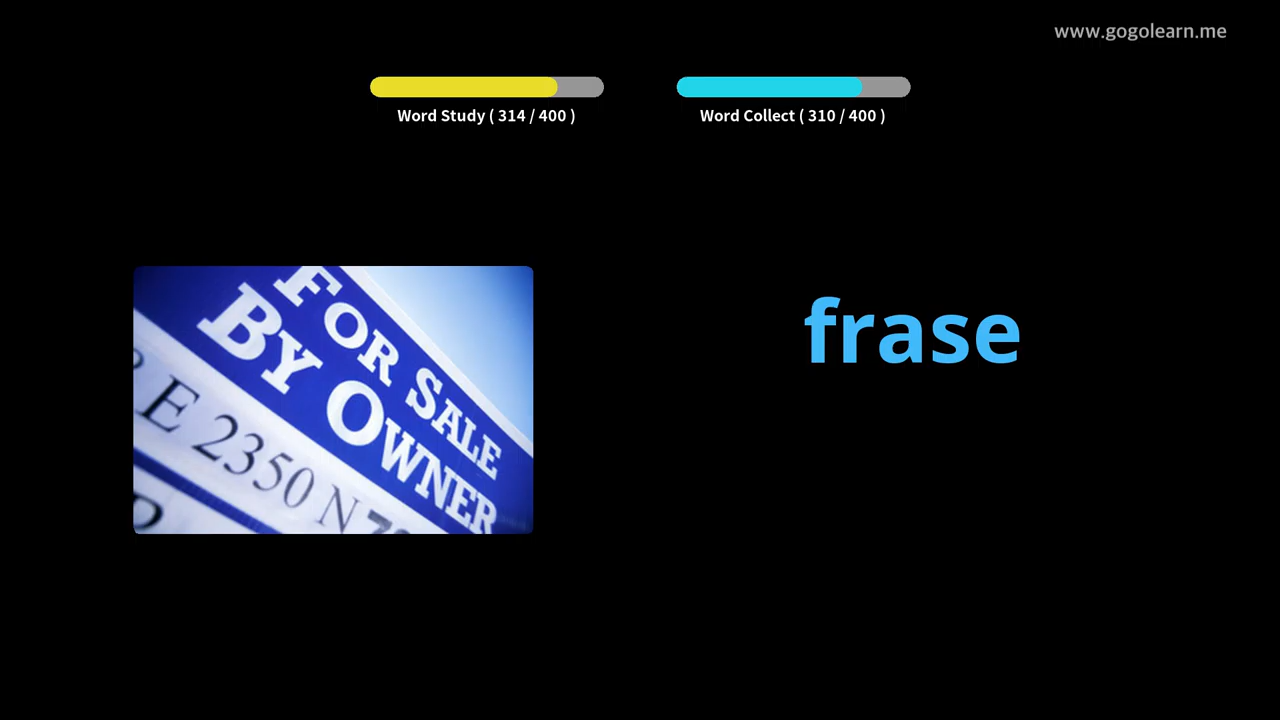 www.gogolearn.me
Word Study ( 314 / 400 )
Word Collect ( 310 / 400 )
FOR SALE
BY OWNER
E 2350 N
frase